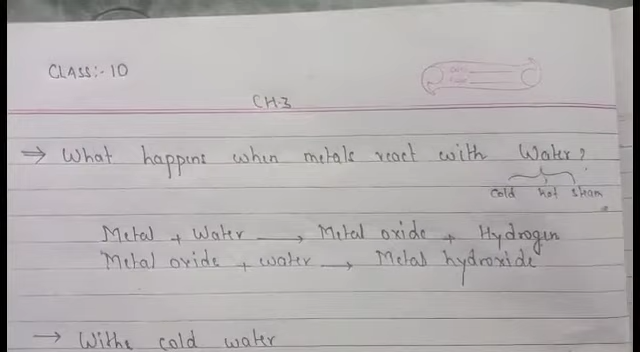 CLASS:- 10
CH-3
⇒ What happins when metals react with Water?
cold hot steam
Metal + Water → Metal oxide + Hydrogen
Metal oxide + water → Metal hydroxide
→ Withe cold water